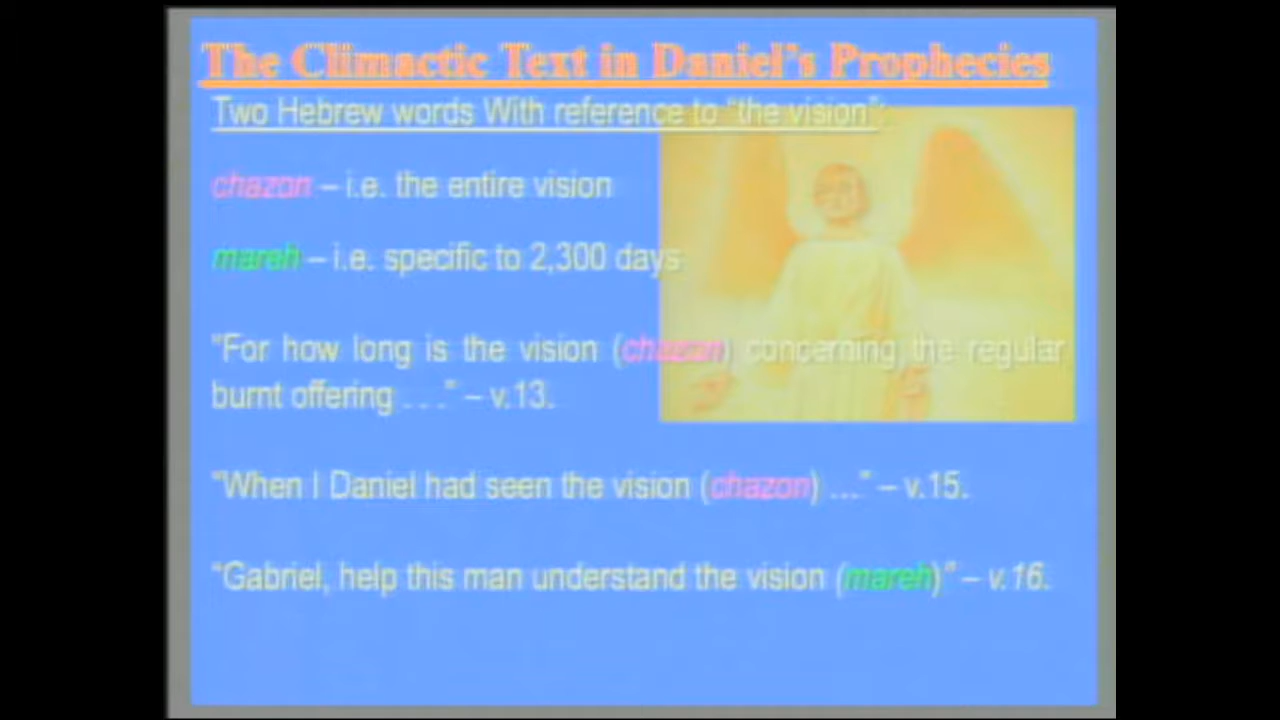 The Climactic Text in Daniel's Prophecies
Two Hebrew words With reference to "the vision":
chazon – i.e. the entire vision
mareh – i.e. specific to 2,300 days
"For how long is the vision (chazon) concerning the regular
burnt offering . . ." – v.13.
"When I Daniel had seen the vision (chazon) ..." – v.15.
"Gabriel, help this man understand the vision (mareh)" – v.16.